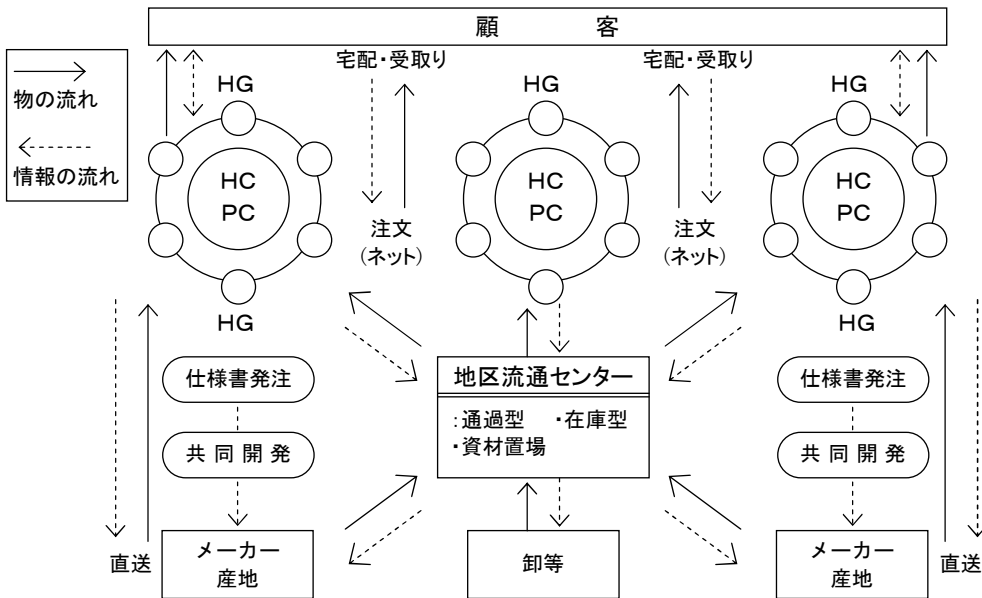 顧　　　客
物の流れ
情報の流れ
宅配・受取り
宅配・受取り
HG
HG
HG
HC
PC
HC
PC
HC
PC
注文
(ネット)
注文
(ネット)
HG
HG
仕様書発注
共 同 開 発
地区流通センター
:通過型　・在庫型
・資材置場
仕様書発注
共 同 開 発
直送
メーカー
産地
卸等
メーカー
産地
直送